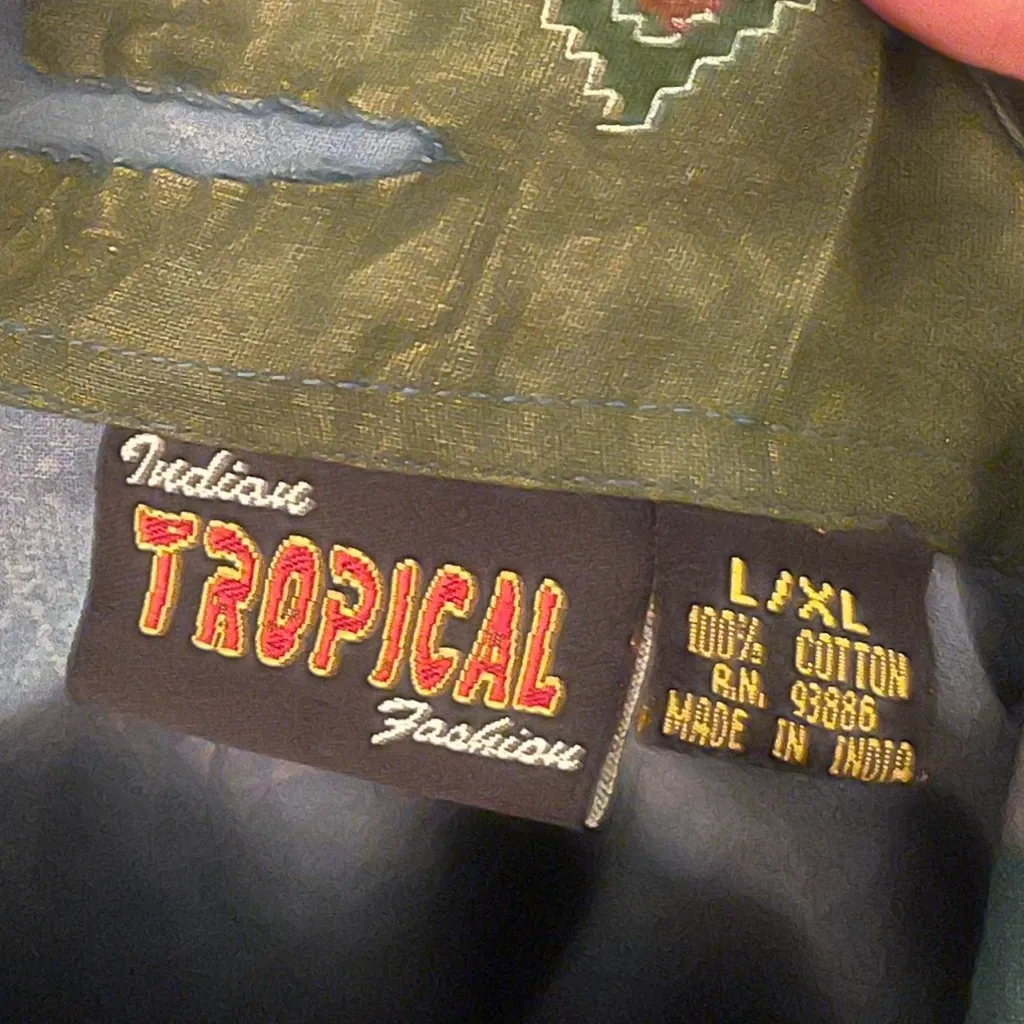 Indian
TROPICAL
Fashion
L/XL
100% COTTON
R.N. 93886
MADE IN INDIA